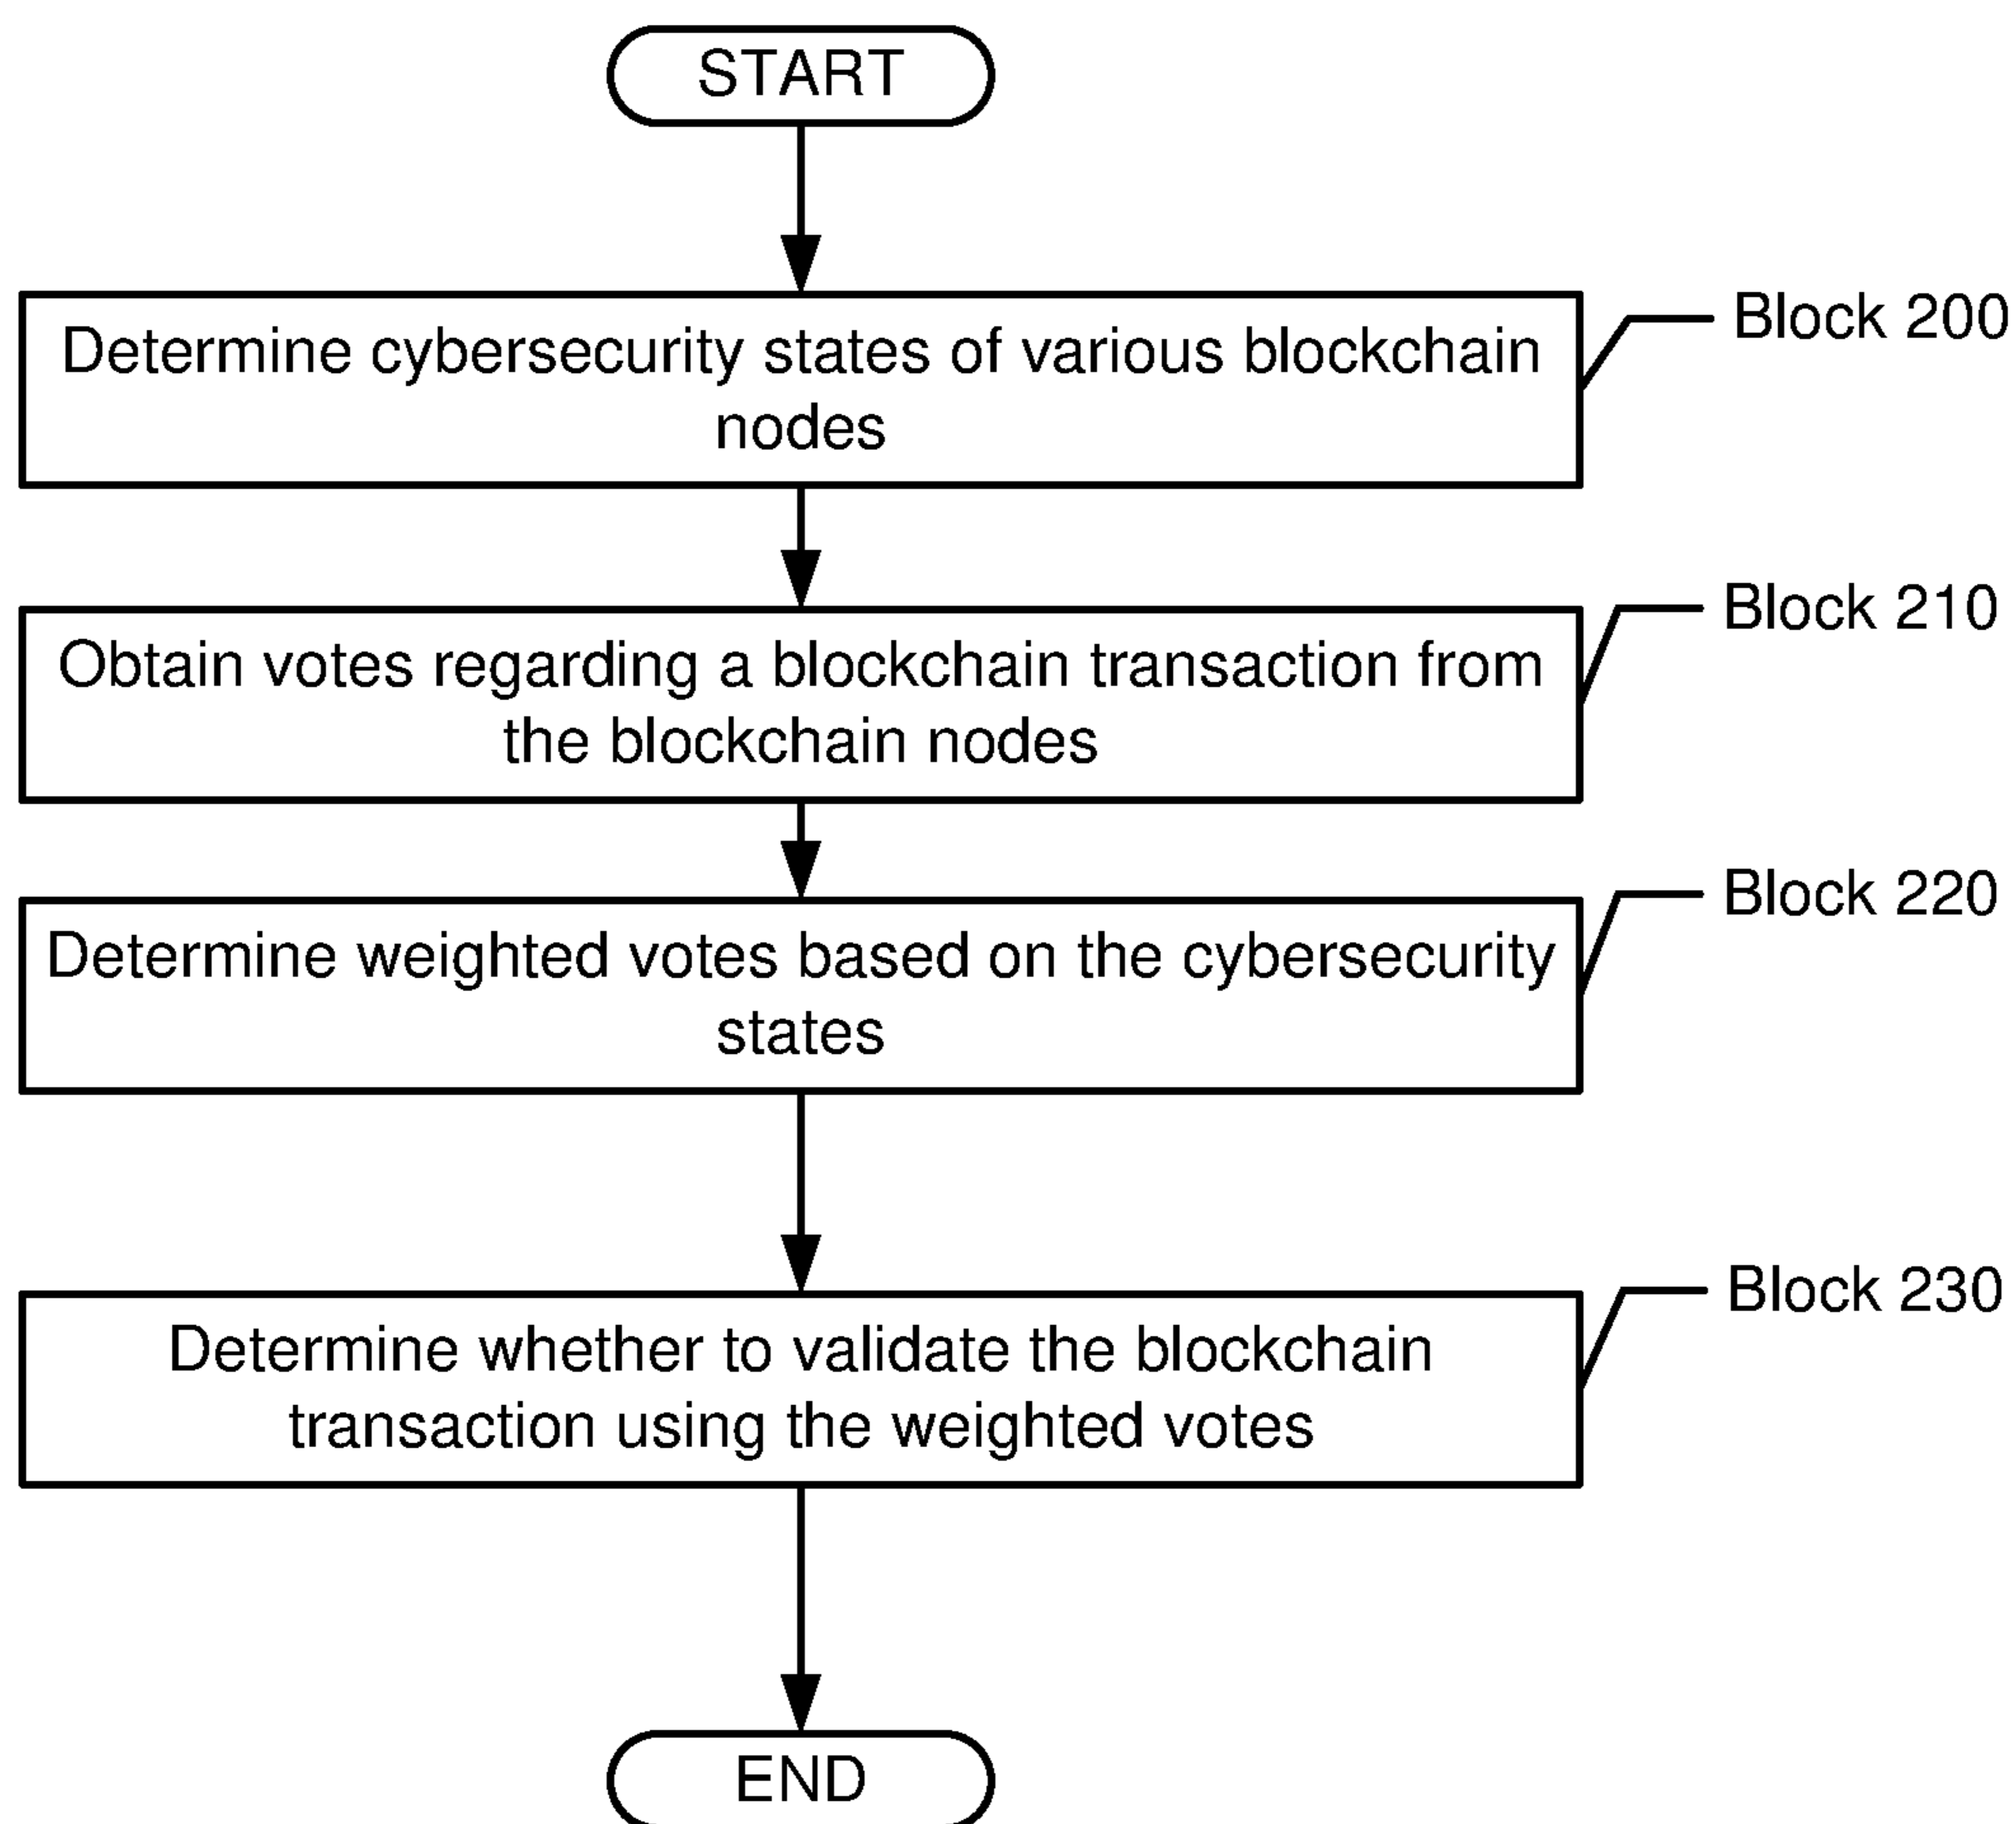 START
Determine cybersecurity states of various blockchain
nodes
Block 200
Obtain votes regarding a blockchain transaction from
the blockchain nodes
Block 210
Determine weighted votes based on the cybersecurity
states
Block 220
Determine whether to validate the blockchain
transaction using the weighted votes
Block 230
END